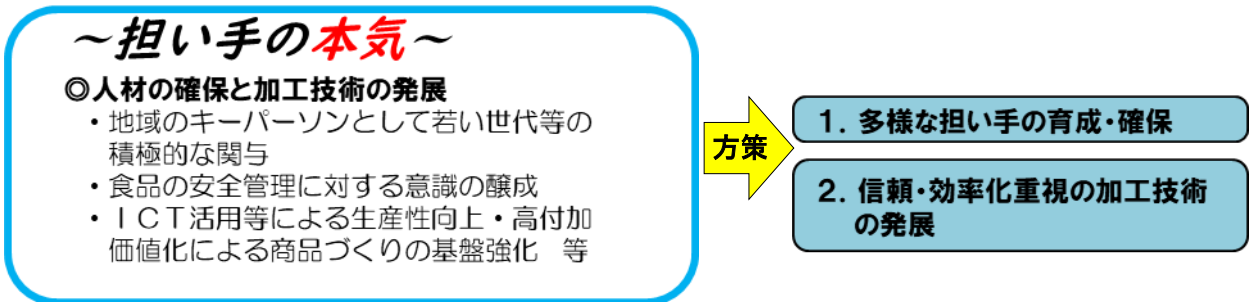 ～担い手の本気～
◎人材の確保と加工技術の発展
・地域のキーパーソンとして若い世代等の
積極的な関与
・食品の安全管理に対する意識の醸成
・ＩＣＴ活用等による生産性向上・高付加
価値化による商品づくりの基盤強化　等
方策
１．多様な担い手の育成・確保
２．信頼・効率化重視の加工技術
の発展